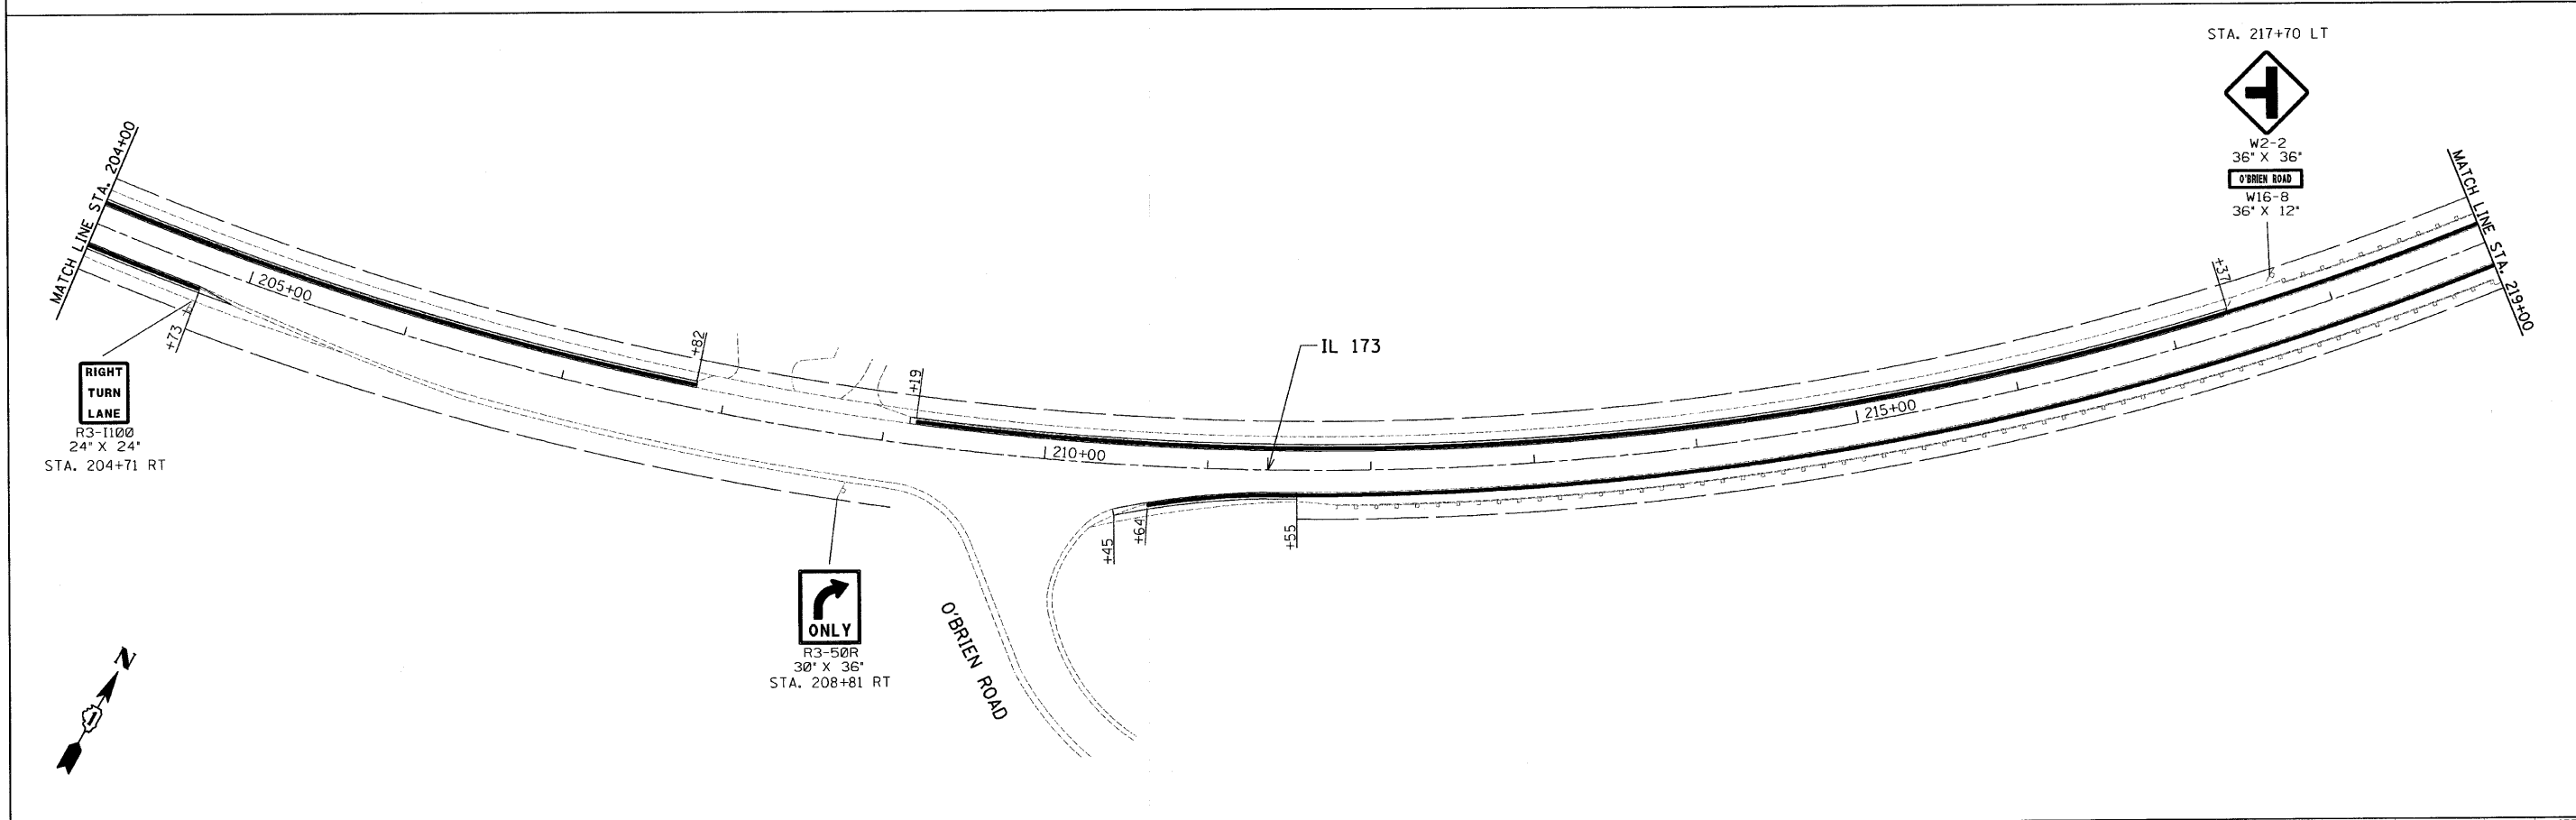 STA. 217+70 LT
W2-2
36" X 36"
O'BRIEN ROAD
W16-8
36" X 12"
MATCH LINE STA. 204+00
MATCH LINE STA. 219+00
205+00
+73
+82
+19
IL 173
210+00
215+00
+37
RIGHT
TURN
LANE
R3-I100
24" X 24"
STA. 204+71 RT
+45
+64
+55
ONLY
R3-50R
30" X 36"
STA. 208+81 RT
O'BRIEN ROAD
N
1